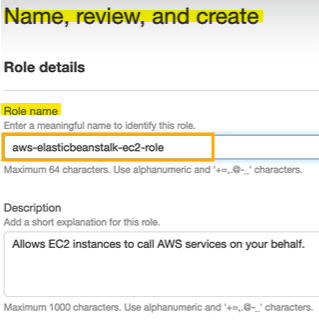 Name, review, and create
Role details
Role name
Enter a meaningful name to identify this role.
aws-elasticbeanstalk-ec2-role
Maximum 64 characters. Use alphanumeric and '+=,.@-_' characters.
Description
Add a short explanation for this role.
Allows EC2 instances to call AWS services on your behalf.
Maximum 1000 characters. Use alphanumeric and '+=,.@-_' characters.